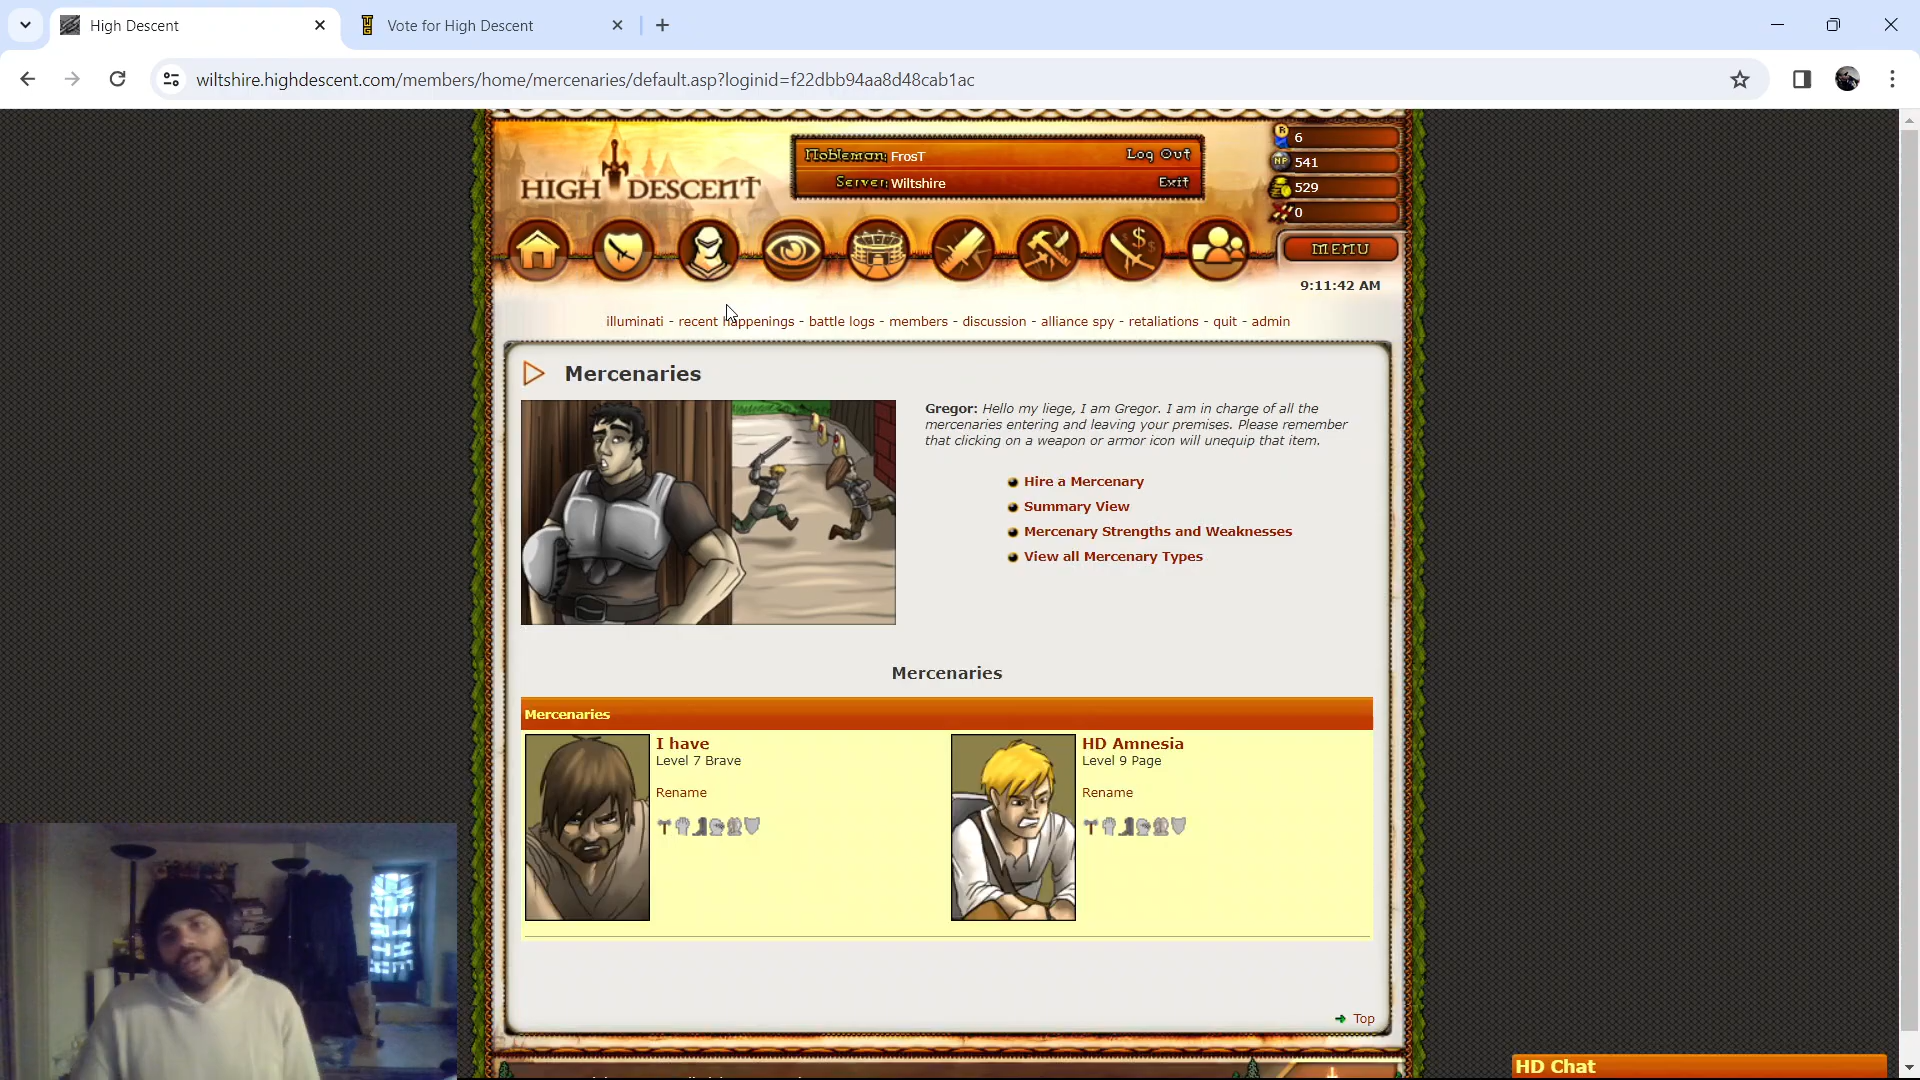 High Descent
Vote for High Descent
wiltshire.highdescent.com/members/home/mercenaries/default.asp?loginid=f22dbb94aa8d48cab1ac
HIGH DESCENT
Nobleman: FrosT
Log Out
Server: Wiltshire
Exit
R 6
NP 541
529
0
MENU
9:11:42 AM
illuminati - recent happenings - battle logs - members - discussion - alliance spy - retaliations - quit - admin
Mercenaries
Gregor: Hello my liege, I am Gregor. I am in charge of all the
mercenaries entering and leaving your premises. Please remember
that clicking on a weapon or armor icon will unequip that item.
Hire a Mercenary
Summary View
Mercenary Strengths and Weaknesses
View all Mercenary Types
Mercenaries
Mercenaries
I have
Level 7 Brave
Rename
HD Amnesia
Level 9 Page
Rename
Top
HD Chat